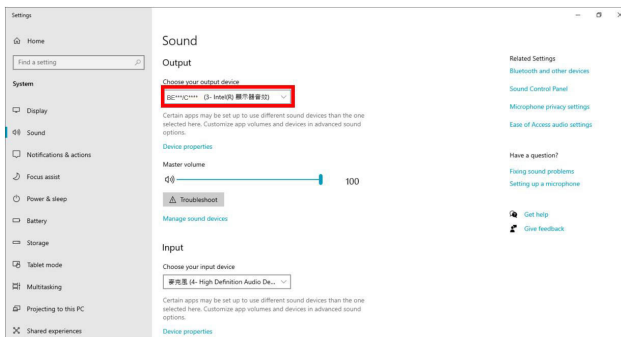 Settings
Home
Find a setting
System
Display
Sound
Notifications & actions
Focus assist
Power & sleep
Battery
Storage
Tablet mode
Multitasking
Projecting to this PC
Shared experiences
Sound
Output
Choose your output device
BE***/C**** (3- Intel(R) 顯示器音效)
Certain apps may be set up to use different sound devices than the one
selected here. Customize app volumes and devices in advanced sound
options.
Device properties
Master volume
100
Troubleshoot
Manage sound devices
Input
Choose your input device
麥克風 (4- High Definition Audio De...
Certain apps may be set up to use different sound devices than the one
selected here. Customize app volumes and devices in advanced sound
options.
Device properties
Related Settings
Bluetooth and other devices
Sound Control Panel
Microphone privacy settings
Ease of Access audio settings
Have a question?
Fixing sound problems
Setting up a microphone
Get help
Give feedback